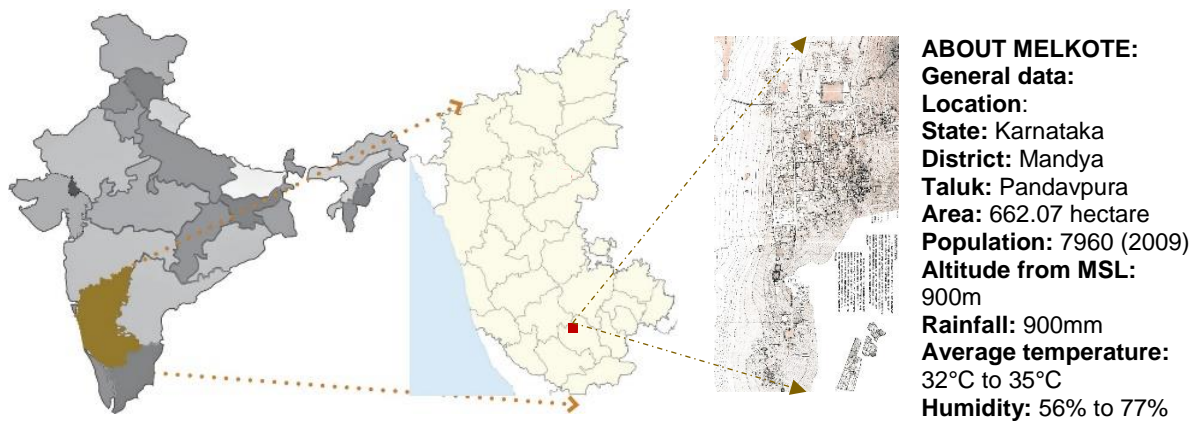 ABOUT MELKOTE:
General data:
Location:
State: Karnataka
District: Mandya
Taluk: Pandavpura
Area: 662.07 hectare
Population: 7960 (2009)
Altitude from MSL:
900m
Rainfall: 900mm
Average temperature:
32°C to 35°C
Humidity: 56% to 77%